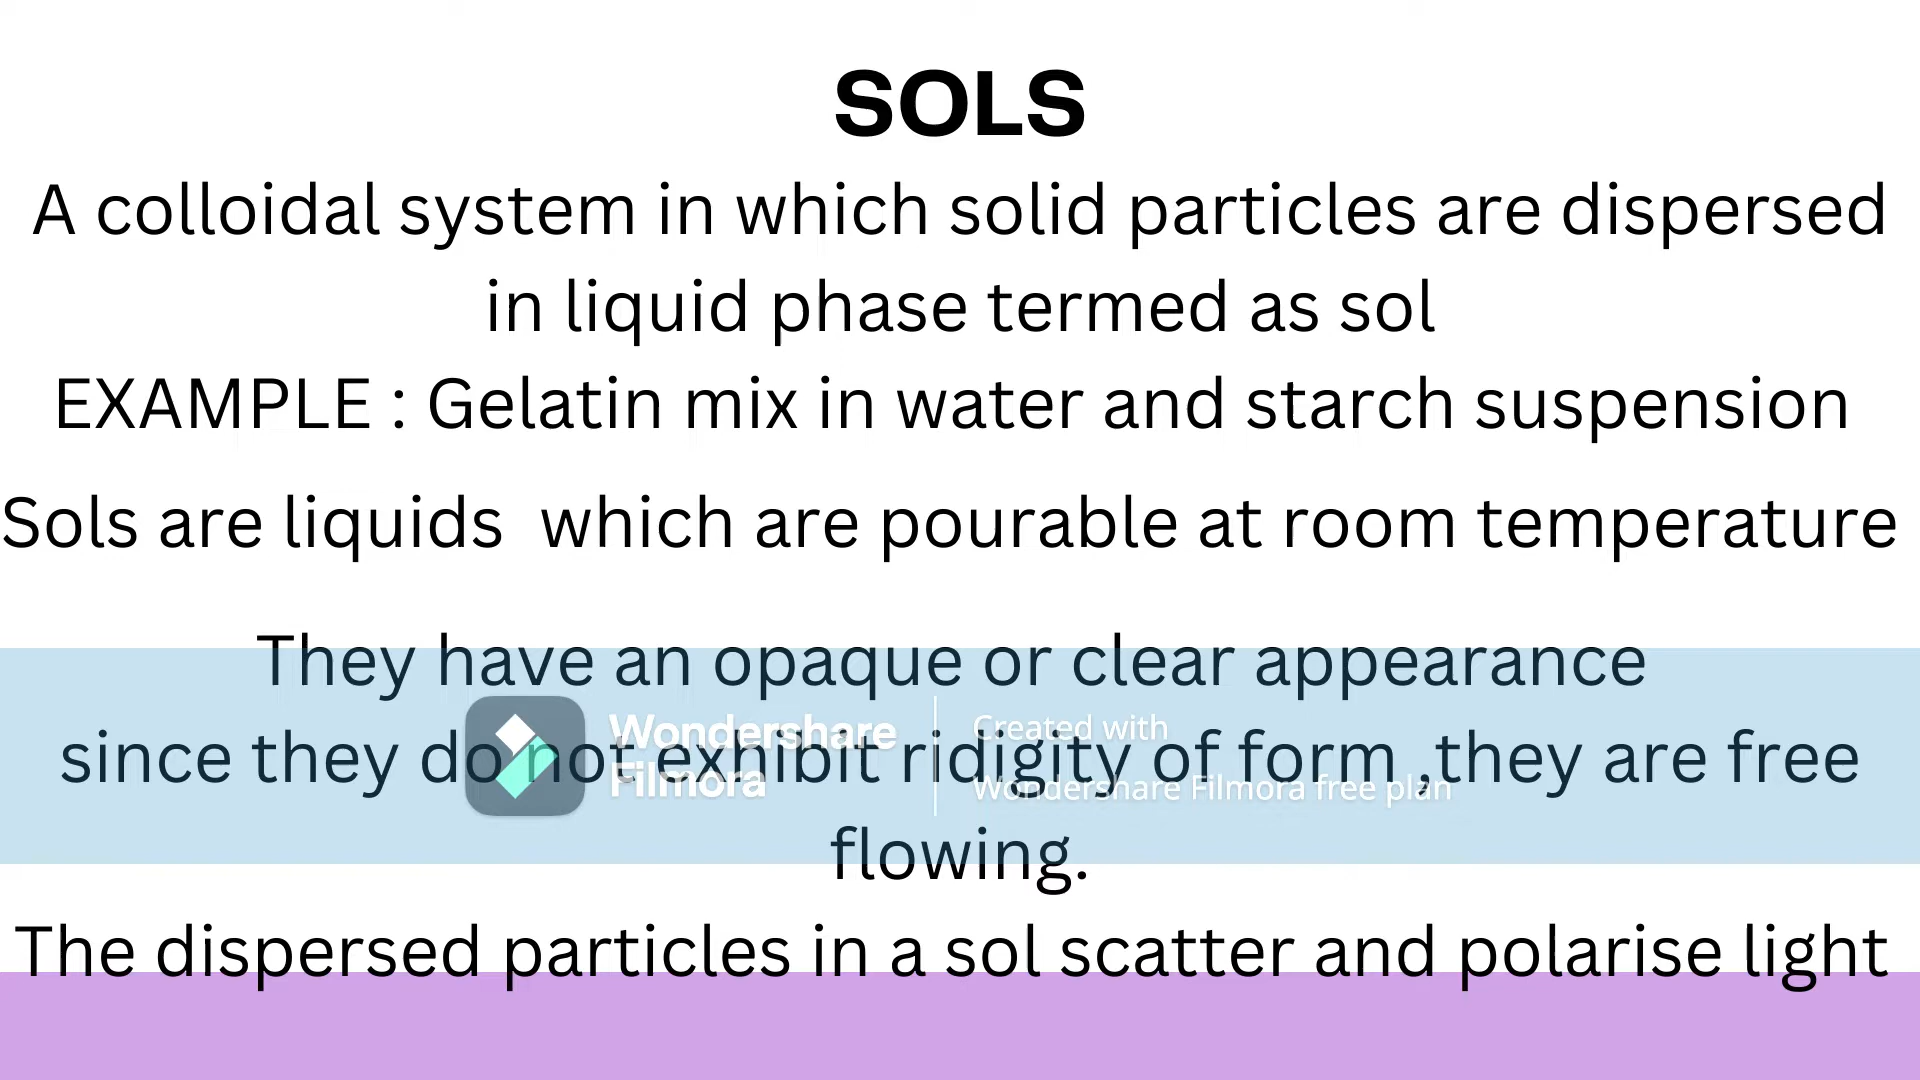 SOLS
A colloidal system in which solid particles are dispersed
in liquid phase termed as sol
EXAMPLE : Gelatin mix in water and starch suspension
Sols are liquids which are pourable at room temperature
They have an opaque or clear appearance
since they do not exhibit ridigity of form ,they are free
flowing.
The dispersed particles in a sol scatter and polarise light
Wondershare
Filmora
Created with
Wondershare Filmora free plan